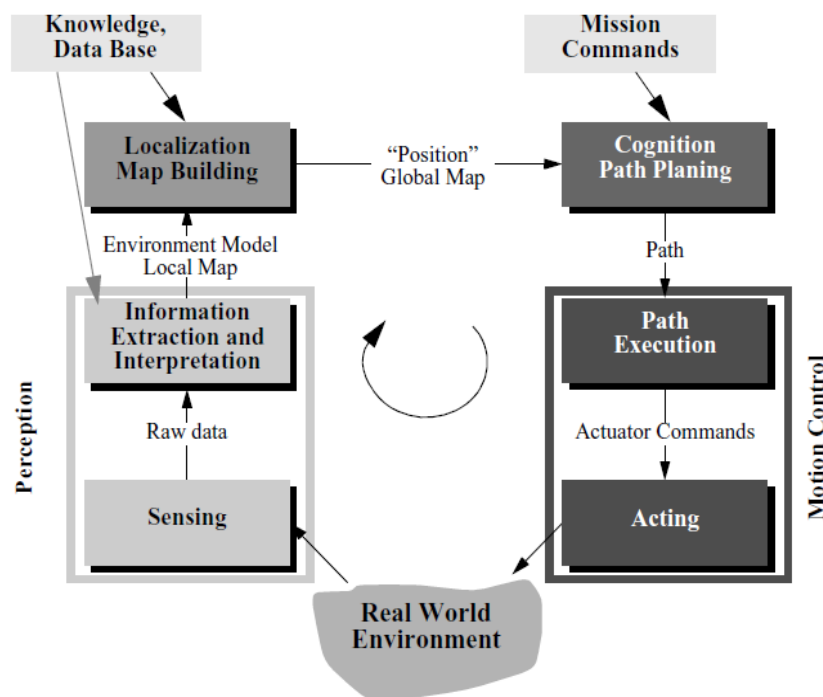 Knowledge,
Data Base
Mission
Commands
Localization
Map Building
“Position”
Global Map
Cognition
Path Planing
Environment Model
Local Map
Path
Information
Extraction and
Interpretation
Path
Execution
Raw data
Actuator Commands
Perception
Motion Control
Sensing
Acting
Real World
Environment